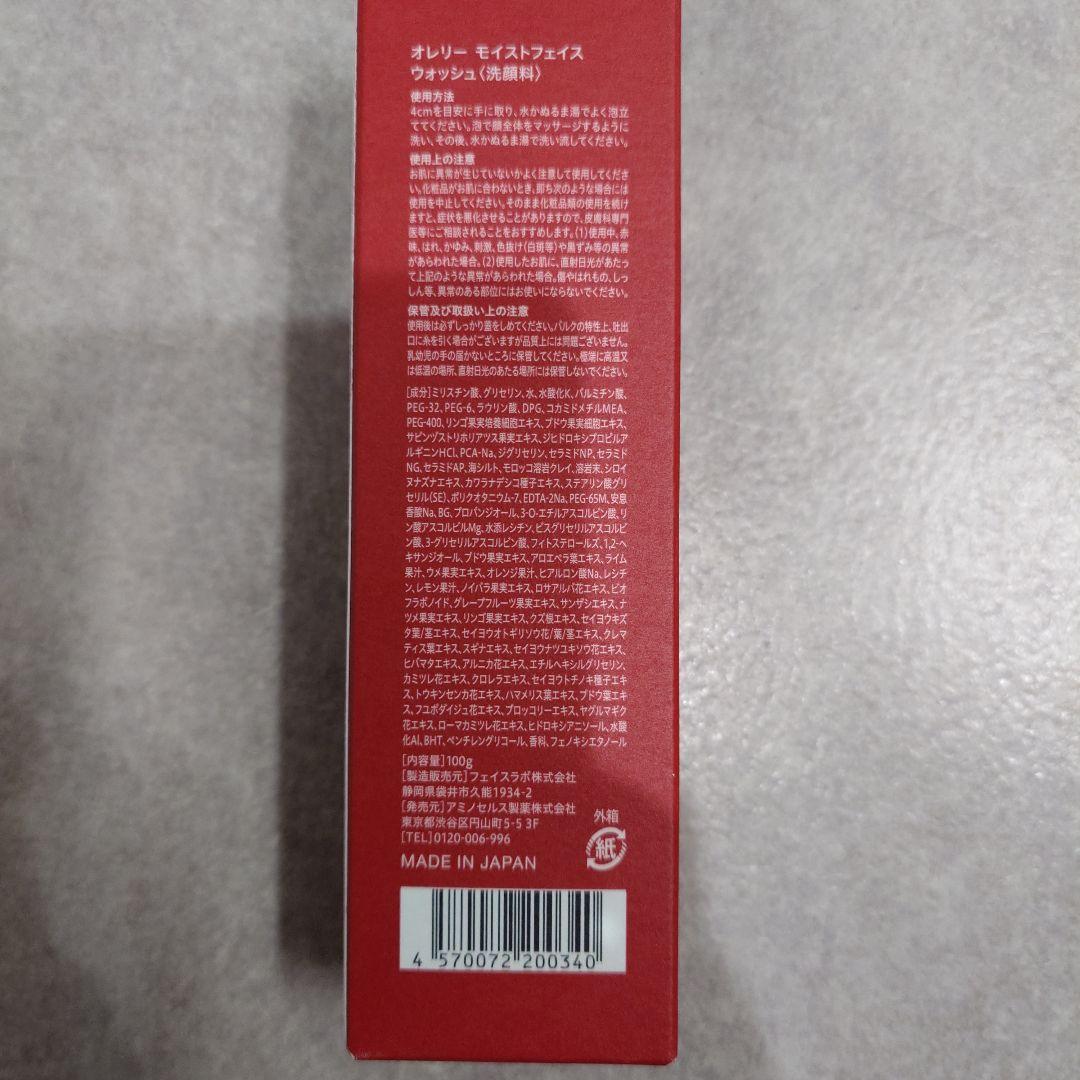 オレリー モイストフェイス
ウォッシュ〈洗顔料〉
使用方法
4cmを目安に手に取り、水かぬるま湯でよく泡立
ててください。泡で顔全体をマッサージするように
洗い、その後、水かぬるま湯で洗い流してください。
使用上の注意
お肌に異常が生じていないかよく注意して使用してくださ
い。化粧品がお肌に合わないとき、即ち次のような場合には
使用を中止してください。そのまま化粧品類の使用を続け
ますと、症状を悪化させることがありますので、皮膚科専門
医等にご相談されることをおすすめします。(1)使用中、赤
味、はれ、かゆみ、刺激、色抜け(白斑等)や黒ずみ等の異常
があらわれた場合。(2)使用したお肌に、直射日光があたっ
て上記のような異常があらわれた場合。傷やはれもの、しっ
しん等、異常のある部位にはお使いにならないでください。
保管及び取扱い上の注意
使用後は必ずしっかり蓋をしめてください。バルクの特性上、吐出
口に糸を引く場合がございますが品質上には問題ございません。
乳幼児の手の届かないところに保管してください。極端に高温又
は低温の場所、直射日光のあたる場所には保管しないでください。
[成分]ミリスチン酸、グリセリン、水、水酸化K、パルミチン酸、
PEG-32、PEG-6、ラウリン酸、DPG、コカミドメチルMEA、
PEG-400、リンゴ果実培養細胞エキス、ブドウ果実細胞エキス、
サピンヅストリホリアツス果実エキス、ジヒドロキシプロピルア
ルギニンHCl、PCA-Na、ジグリセリン、セラミドNP、セラミド
NG、セラミドAP、海シルト、モロッコ溶岩クレイ、溶岩末、シロイ
ヌナズナエキス、カワラナデシコ種子エキス、ステアリン酸グリ
セリル(SE)、ポリクオタニウム-7、EDTA-2Na、PEG-65M、安息
香酸Na、BG、プロパンジオール、3-O-エチルアスコルビン酸、リ
ン酸アスコルビルMg、水添レシチン、ビスグリセリルアスコルビ
ン酸、3-グリセリルアスコルビン酸、フィトステロールズ、1,2-ヘ
キサンジオール、ブドウ果実エキス、アロエベラ葉エキス、ライム
果汁、ウメ果実エキス、オレンジ果汁、ヒアルロン酸Na、レシチ
ン、レモン果汁、ノイバラ果実エキス、ロサアルバ花エキス、ビオ
フラボノイド、グレープフルーツ果実エキス、サンザシエキス、ナ
ツメ果実エキス、リンゴ果実エキス、クズ根エキス、セイヨウキズ
タ葉/茎エキス、セイヨウオトギリソウ花/葉/茎エキス、クレマ
ティス葉エキス、スギナエキス、セイヨウナツユキソウ花エキス、
ヒバマタエキス、アルニカ花エキス、エチルヘキシルグリセリン、
カミツレ花エキス、クロレラエキス、セイヨウトチノキ種子エキ
ス、トウキンセンカ花エキス、ハマメリス葉エキス、ブドウ葉エキ
ス、フユボダイジュ花エキス、ブロッコリーエキス、ヤグルマギク
花エキス、ローマカミツレ花エキス、ヒドロキシアニソール、水酸
化Al、BHT、ペンチレングリコール、香料、フェノキシエタノール
[内容量]100g
[製造販売元]フェイスラボ株式会社
静岡県袋井市久能1934-2
[発売元]アミノセルス製薬株式会社
東京都渋谷区円山町5-5 3F
[TEL]0120-006-996
外箱
紙
MADE IN JAPAN
4 570072 200340